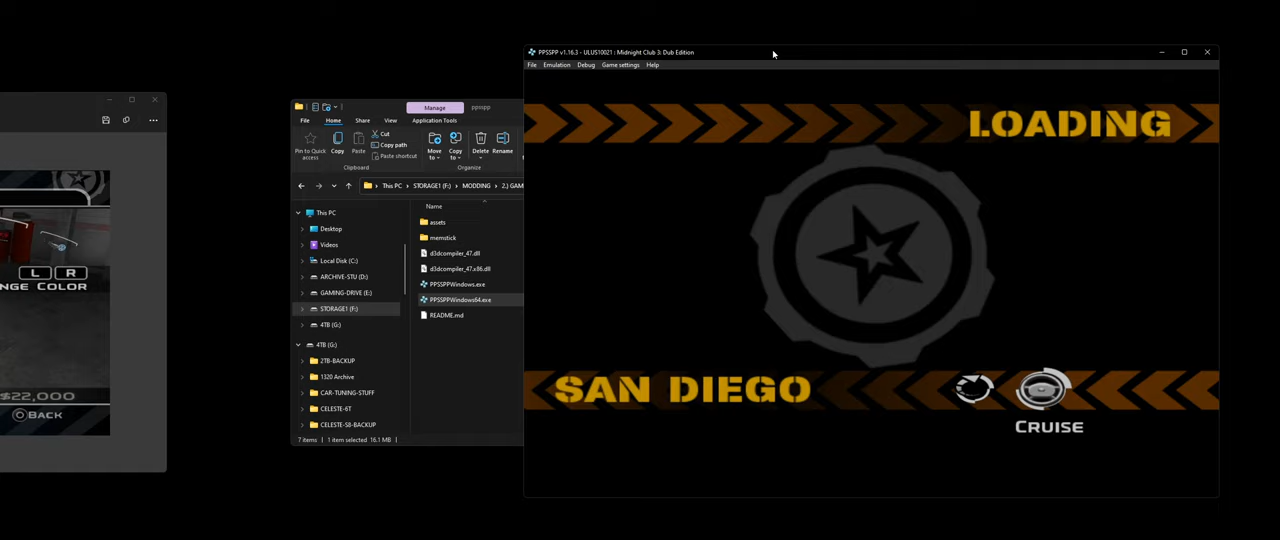 L R
NGE COLOR
$22,000
BACK
Manage
ppsspp
File
Home
Share
View
Application Tools
Pin to Quick
access
Copy
Paste
Cut
Copy path
Paste shortcut
Move
to
Copy
to
Delete
Rename
Clipboard
Organize
This PC
STORAGE1 (F:)
MODDING
2.) GAM
Name
This PC
Desktop
Videos
Local Disk (C:)
ARCHIVE-STU (D:)
GAMING-DRIVE (E:)
STORAGE1 (F:)
4TB (G:)
4TB (G:)
2TB-BACKUP
1320 Archive
CAR-TUNING-STUFF
CELESTE-6T
CELESTE-S8-BACKUP
assets
memstick
d3dcompiler_47.dll
d3dcompiler_47.x86.dll
PPSSPPWindows.exe
PPSSPPWindows64.exe
README.md
7 items
1 item selected 16.1 MB
PPSSPP v1.16.3 - ULUS10021 : Midnight Club 3: Dub Edition
File Emulation Debug Game settings Help
LOADING
SAN DIEGO
CRUISE